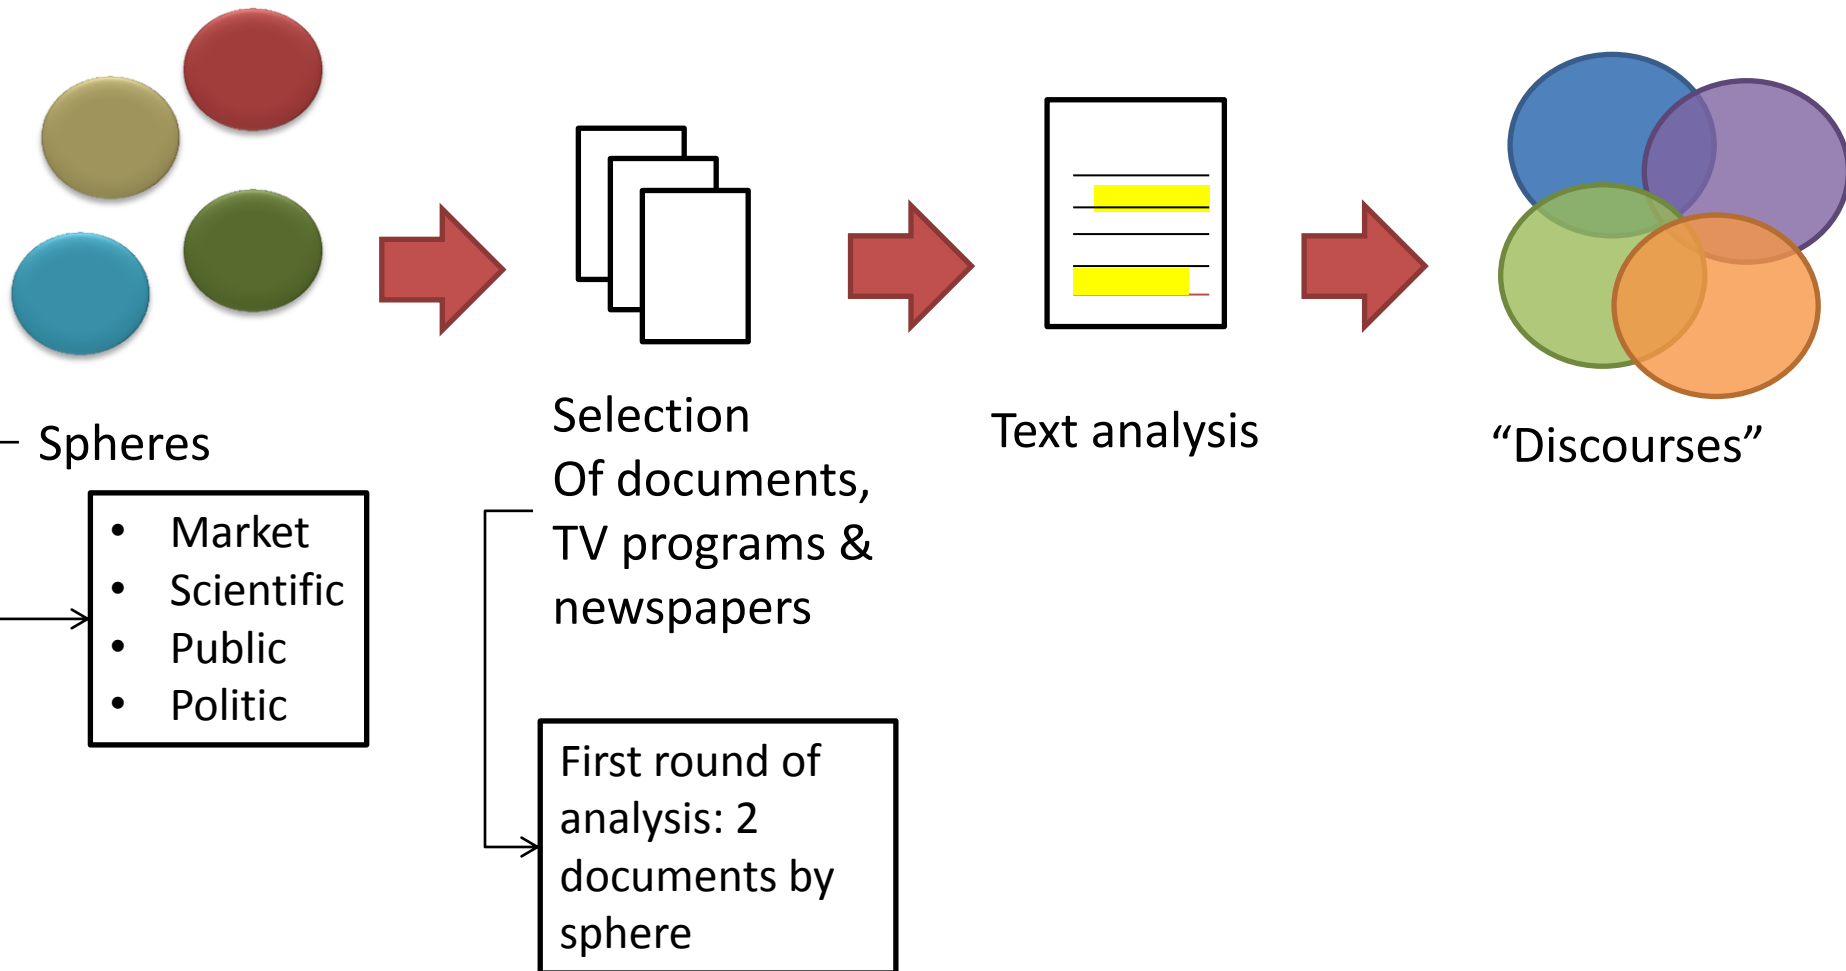 Spheres
• Market
• Scientific
• Public
• Politic
Selection
Of documents,
TV programs &
newspapers
First round of
analysis: 2
documents by
sphere
Text analysis
“Discourses”